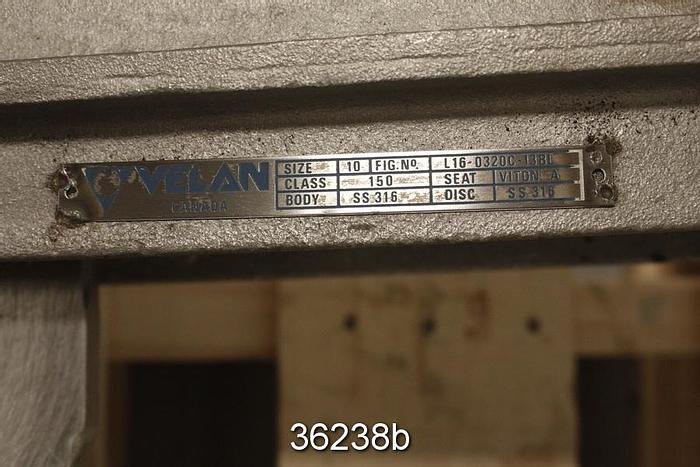 VELAN SIZE 10 FIG.Nº. L16-0320C-13BU
CLASS 150 SEAT VITON A
CANADA BODY SS 316 DISC SS 316
36238b